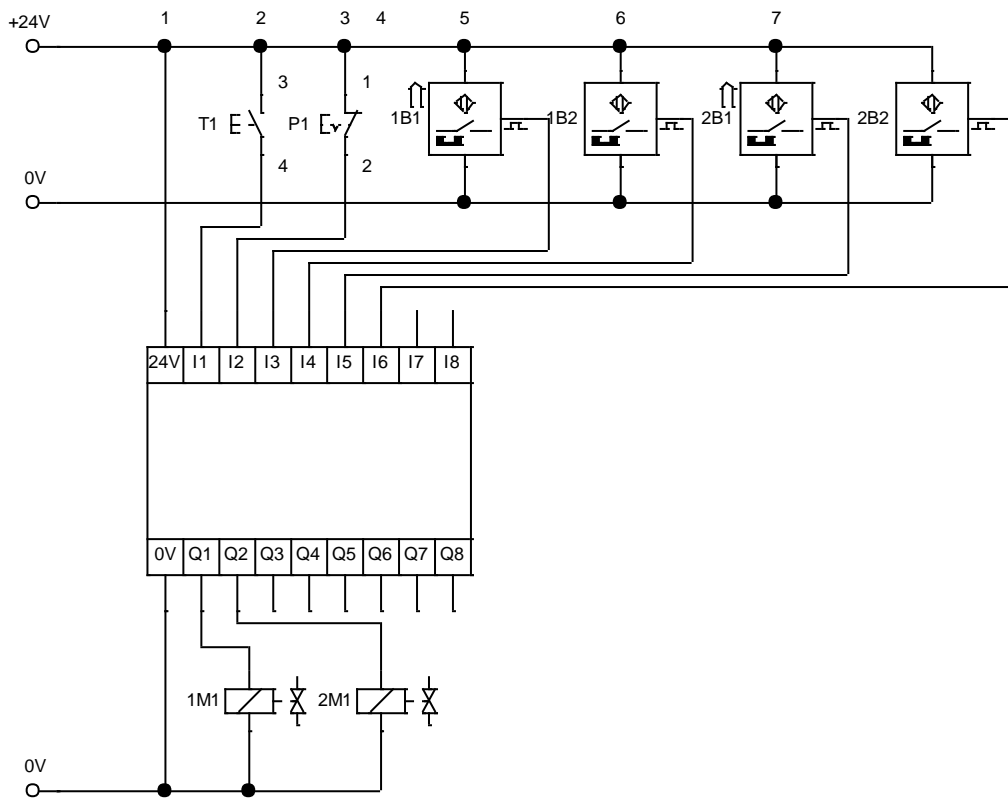 +24V 1 2 3 4 5 6 7
3 1
T1 P1 1B1 1B2 2B1 2B2
4 2
0V
24V I1 I2 I3 I4 I5 I6 I7 I8
0V Q1 Q2 Q3 Q4 Q5 Q6 Q7 Q8
1M1 2M1
0V